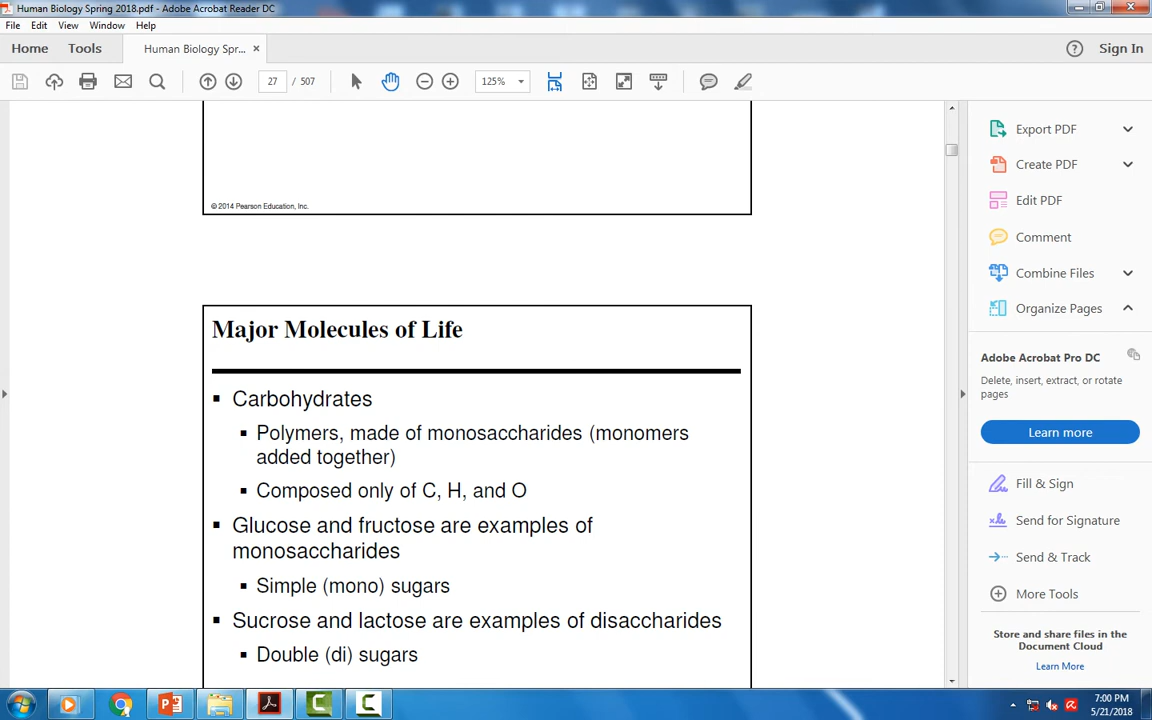 Human Biology Spring 2018.pdf - Adobe Acrobat Reader DC
File Edit View Window Help
Home Tools Human Biology Spr... × Sign In
27 / 507 125%
© 2014 Pearson Education, Inc.
Major Molecules of Life
▪ Carbohydrates
▪ Polymers, made of monosaccharides (monomers
added together)
▪ Composed only of C, H, and O
▪ Glucose and fructose are examples of
monosaccharides
▪ Simple (mono) sugars
▪ Sucrose and lactose are examples of disaccharides
▪ Double (di) sugars
Export PDF
Create PDF
Edit PDF
Comment
Combine Files
Organize Pages
Adobe Acrobat Pro DC
Delete, insert, extract, or rotate
pages
Learn more
Fill & Sign
Send for Signature
Send & Track
More Tools
Store and share files in the
Document Cloud
Learn More
7:00 PM
5/21/2018